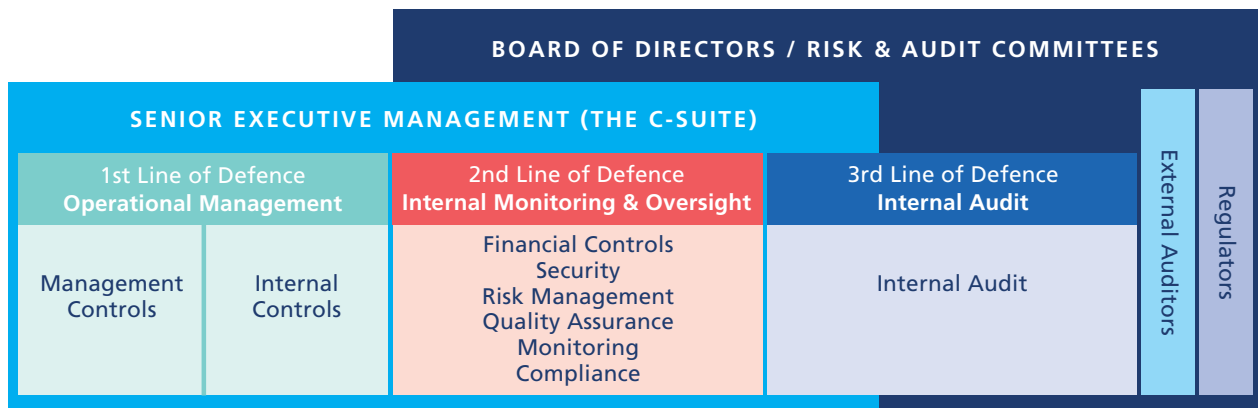 BOARD OF DIRECTORS / RISK & AUDIT COMMITTEES
SENIOR EXECUTIVE MANAGEMENT (THE C-SUITE)
1st Line of Defence
Operational Management
2nd Line of Defence
Internal Monitoring & Oversight
3rd Line of Defence
Internal Audit
Management
Controls
Internal
Controls
Financial Controls
Security
Risk Management
Quality Assurance
Monitoring
Compliance
Internal Audit
External Auditors
Regulators